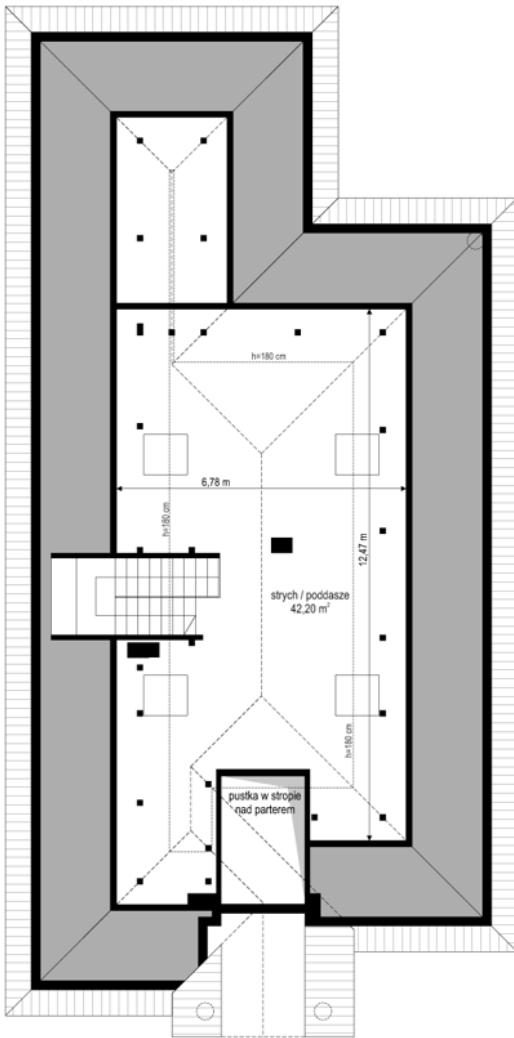 h=180 cm
6,78 m
h=180 cm
12,47 m
strych / poddasze
42,20 m²
h=180 cm
pustka w stropie
nad parterem